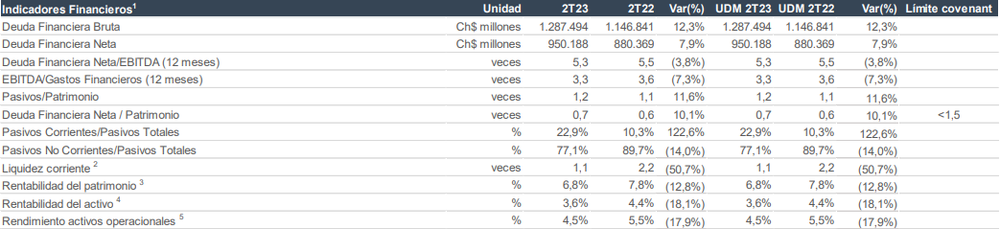 Indicadores Financieros¹ Unidad 2T23 2T22 Var(%) UDM 2T23 UDM 2T22 Var(%) Límite covenant
Deuda Financiera Bruta Ch$ millones 1.287.494 1.146.841 12,3% 1.287.494 1.146.841 12,3%
Deuda Financiera Neta Ch$ millones 950.188 880.369 7,9% 950.188 880.369 7,9%
Deuda Financiera Neta/EBITDA (12 meses) veces 5,3 5,5 (3,8%) 5,3 5,5 (3,8%)
EBITDA/Gastos Financieros (12 meses) veces 3,3 3,6 (7,3%) 3,3 3,6 (7,3%)
Pasivos/Patrimonio veces 1,2 1,1 11,6% 1,2 1,1 11,6%
Deuda Financiera Neta / Patrimonio veces 0,7 0,6 10,1% 0,7 0,6 10,1% <1,5
Pasivos Corrientes/Pasivos Totales % 22,9% 10,3% 122,6% 22,9% 10,3% 122,6%
Pasivos No Corrientes/Pasivos Totales % 77,1% 89,7% (14,0%) 77,1% 89,7% (14,0%)
Liquidez corriente ² veces 1,1 2,2 (50,7%) 1,1 2,2 (50,7%)
Rentabilidad del patrimonio ³ % 6,8% 7,8% (12,8%) 6,8% 7,8% (12,8%)
Rentabilidad del activo ⁴ % 3,6% 4,4% (18,1%) 3,6% 4,4% (18,1%)
Rendimiento activos operacionales ⁵ % 4,5% 5,5% (17,9%) 4,5% 5,5% (17,9%)